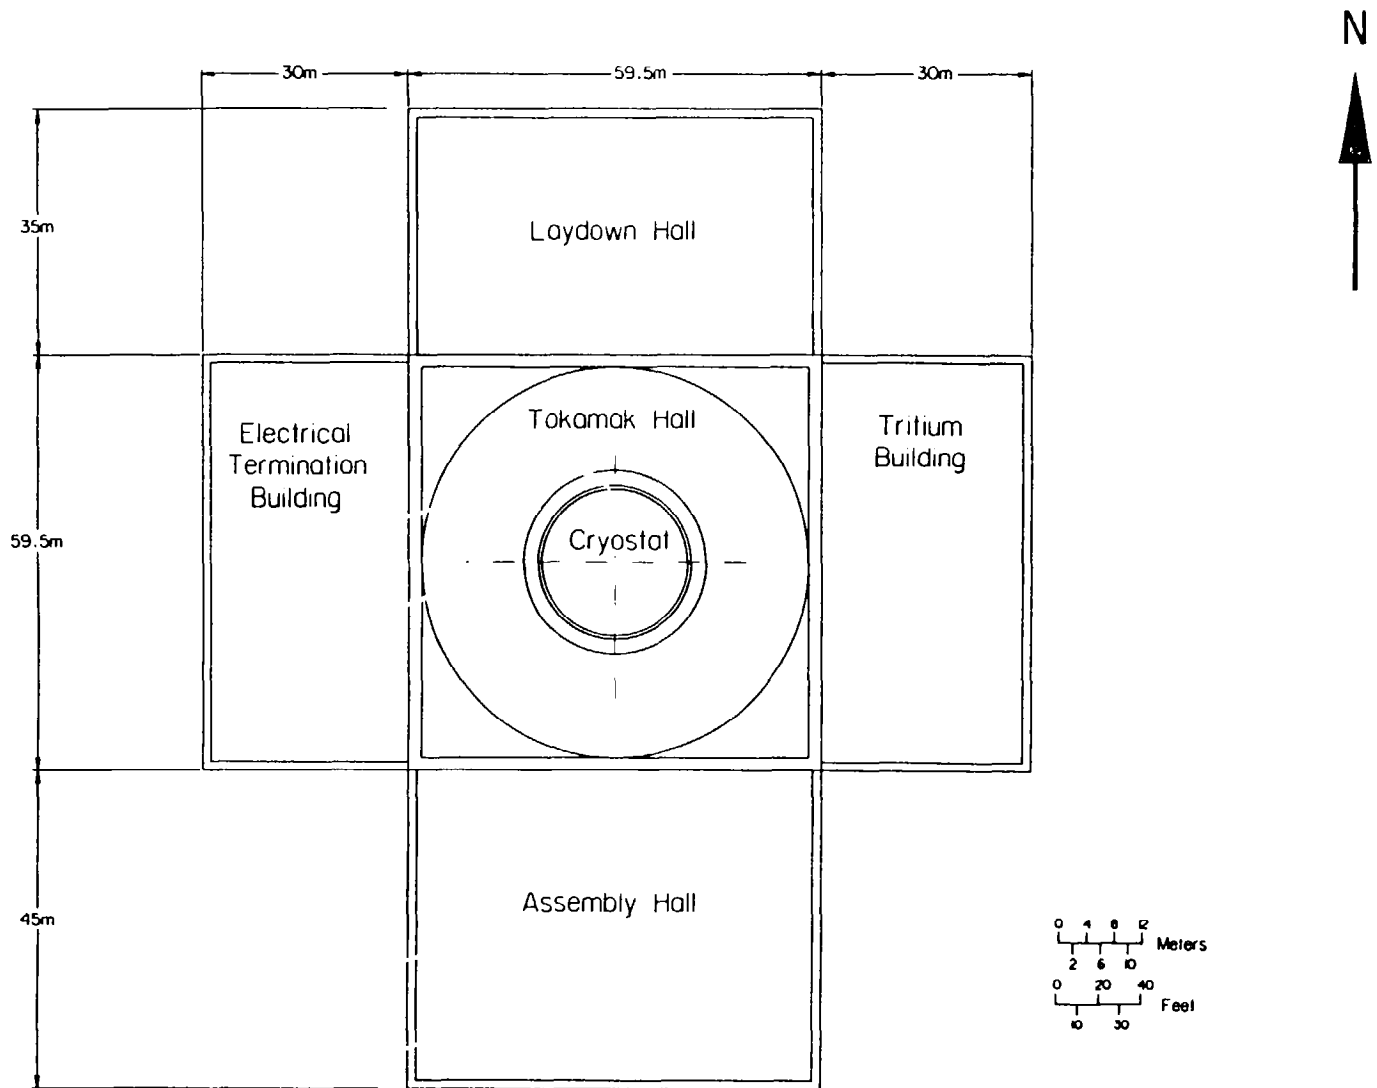 N
30m
59.5m
30m
35m
Laydown Hall
Electrical
Termination
Building
Tokamak Hall
Tritium
Building
Cryostat
59.5m
Assembly Hall
45m
0 4 8 12
Meters
2 6 10
0 20 40
Feet
10 30